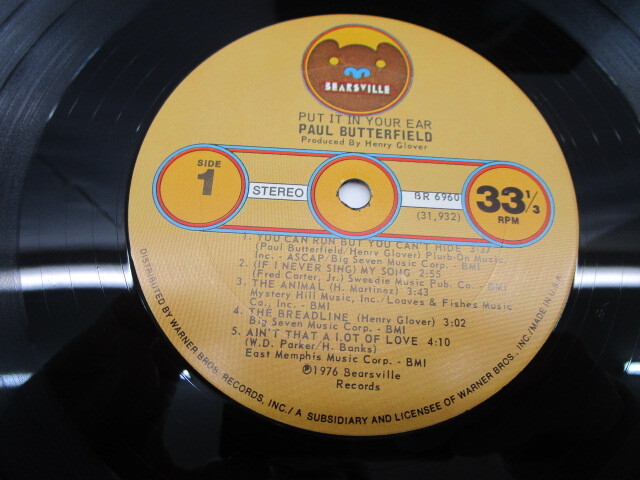 BEARSVILLE
PUT IT IN YOUR EAR
PAUL BUTTERFIELD
Produced By Henry Glover
SIDE
1
STEREO
BR 6960
(31,932)
33 1/3
RPM
1. YOU CAN RUN BUT YOU CAN'T HIDE
(Paul Butterfield/Henry Glover) Plurb-On Music,
Inc. - ASCAP/Big Seven Music Corp. - BMI
2. (IF I NEVER SING) MY SONG 2:55
(Fred Carter, Jr.) Sweedie Music Pub. Co. - BMI
3. THE ANIMAL (H. Martinez) 3:43
Mystery Hill Music, Inc./Loaves & Fishes Music
Co. Inc. - BMI
4. THE BREADLINE (Henry Glover) 3:02
Big Seven Music Corp. - BMI
5. AIN'T THAT A LOT OF LOVE 4:10
(W.D. Parker/H. Banks)
East Memphis Music Corp. - BMI
℗1976 Bearsville
Records
DISTRIBUTED BY WARNER BROS. RECORDS, INC./A SUBSIDIARY AND LICENSEE OF WARNER BROS. INC./MADE IN U.S.A.